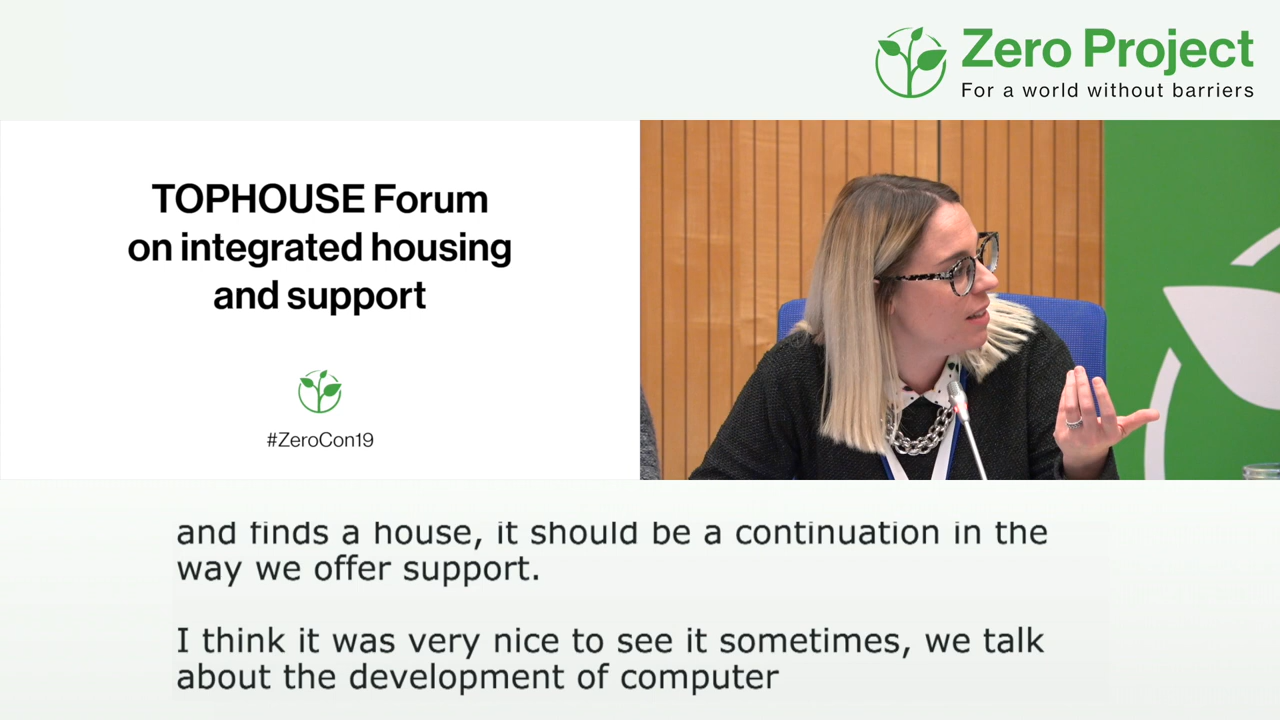 Zero Project
For a world without barriers
TOPHOUSE Forum
on integrated housing
and support
#ZeroCon19
and finds a house, it should be a continuation in the
way we offer support.
I think it was very nice to see it sometimes, we talk
about the development of computer